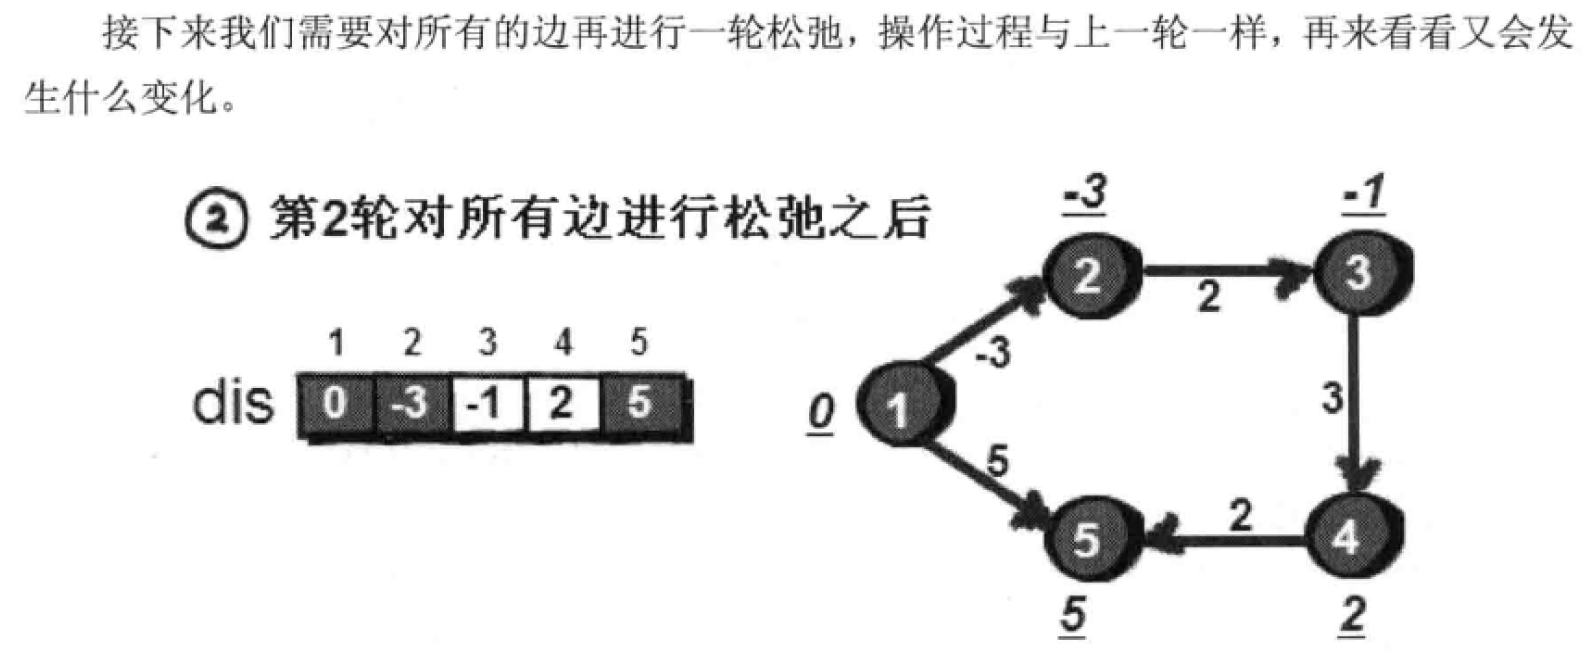 接下来我们需要对所有的边再进行一轮松弛，操作过程与上一轮一样，再来看看又会发
生什么变化。
② 第2轮对所有边进行松弛之后
1 2 3 4 5
dis 0 -3 -1 2 5
-3 -1
2 3
2
-3
0 1
3
5
2
5 4
5 2